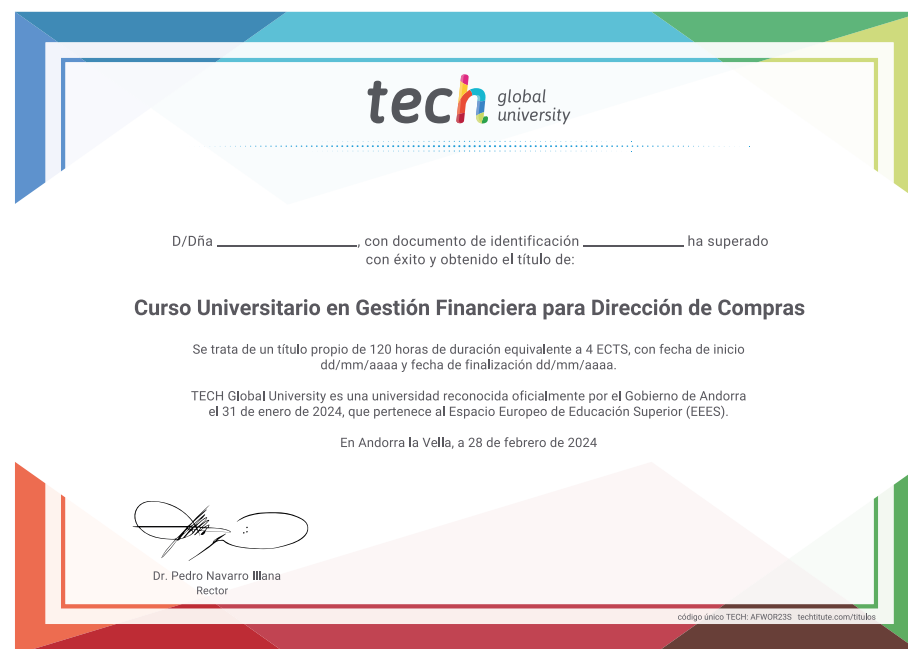 tech global
university
D/Dña ______________, con documento de identificación __________ ha superado
con éxito y obtenido el título de:
Curso Universitario en Gestión Financiera para Dirección de Compras
Se trata de un título propio de 120 horas de duración equivalente a 4 ECTS, con fecha de inicio
dd/mm/aaaa y fecha de finalización dd/mm/aaaa.
TECH Global University es una universidad reconocida oficialmente por el Gobierno de Andorra
el 31 de enero de 2024, que pertenece al Espacio Europeo de Educación Superior (EEES).
En Andorra la Vella, a 28 de febrero de 2024
Dr. Pedro Navarro Illana
Rector
código único TECH: AFWOR23S techtitute.com/titulos